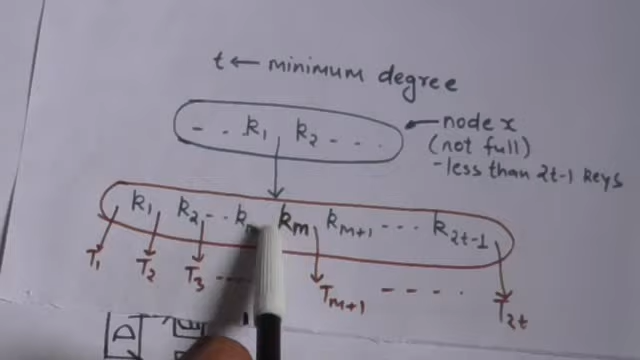 t ← minimum degree
- . . k1 k2 . . .
node x
(not full)
- less than 2t-1 keys
k1 k2 - . . km km+1 - - - k2t-1
T1 T2 T3 - - - Tm+1 - - - - . T2t
D